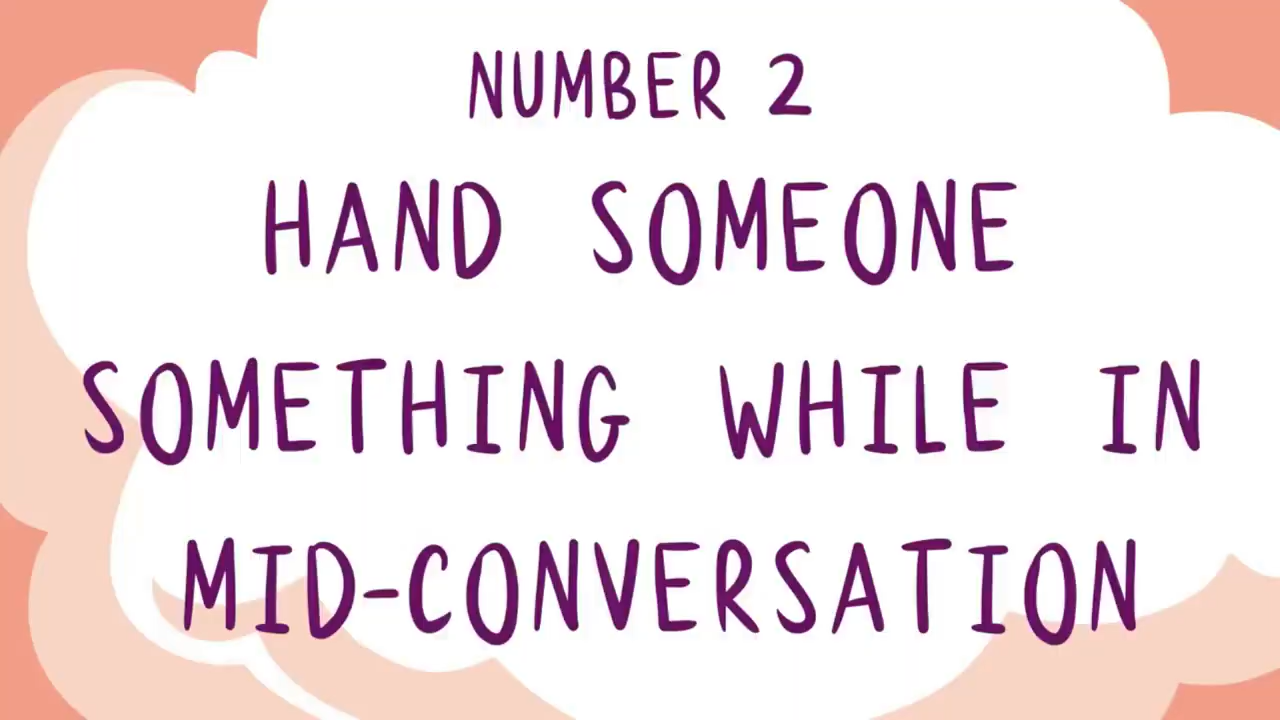 NUMBER 2
HAND SOMEONE
SOMETHING WHILE IN
MID-CONVERSATION